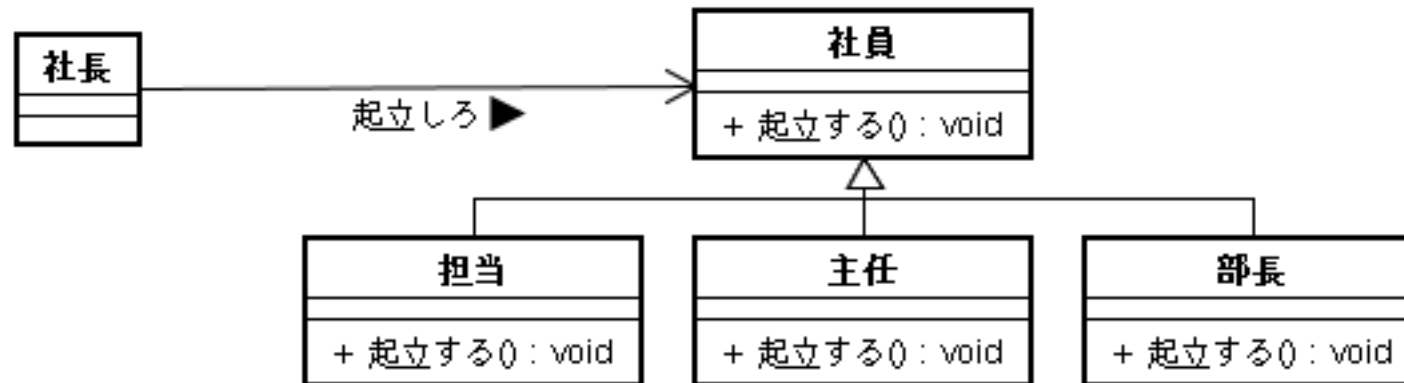 社長
起立しろ ▶
社員
+ 起立する() : void
担当
+ 起立する() : void
主任
+ 起立する() : void
部長
+ 起立する() : void